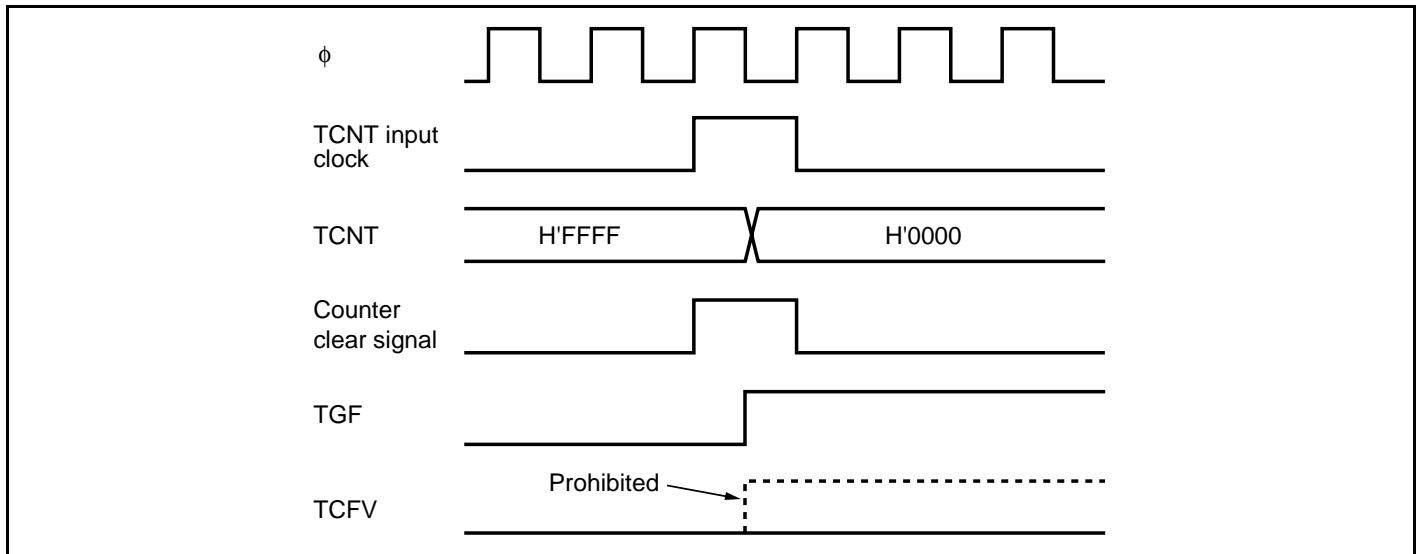 ϕ
TCNT input
clock
TCNT
H'FFFF
H'0000
Counter
clear signal
TGF
Prohibited
TCFV